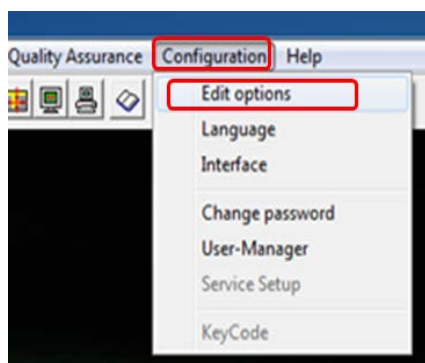 Quality Assurance Configuration Help
Edit options
Language
Interface
Change password
User-Manager
Service Setup
KeyCode